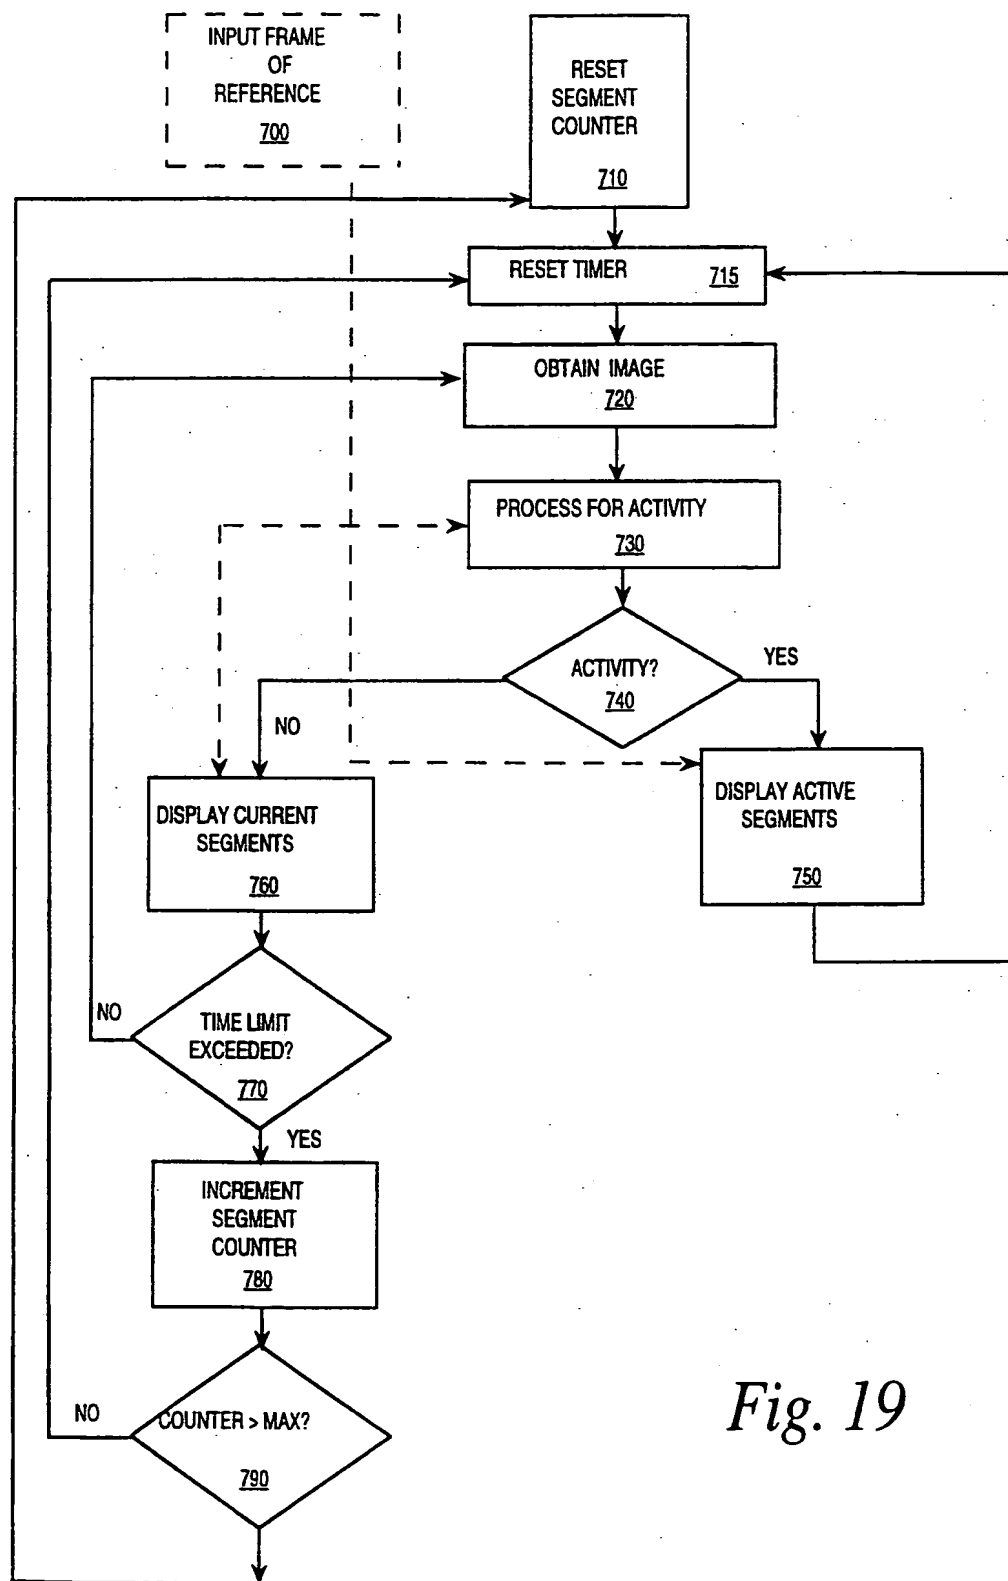 INPUT FRAME
OF
REFERENCE
700
RESET
SEGMENT
COUNTER
710
RESET TIMER 715
OBTAIN IMAGE
720
PROCESS FOR ACTIVITY
730
ACTIVITY?
740
YES
NO
DISPLAY ACTIVE
SEGMENTS
750
DISPLAY CURRENT
SEGMENTS
760
NO
TIME LIMIT
EXCEEDED?
770
YES
INCREMENT
SEGMENT
COUNTER
780
NO
COUNTER > MAX?
790
Fig. 19